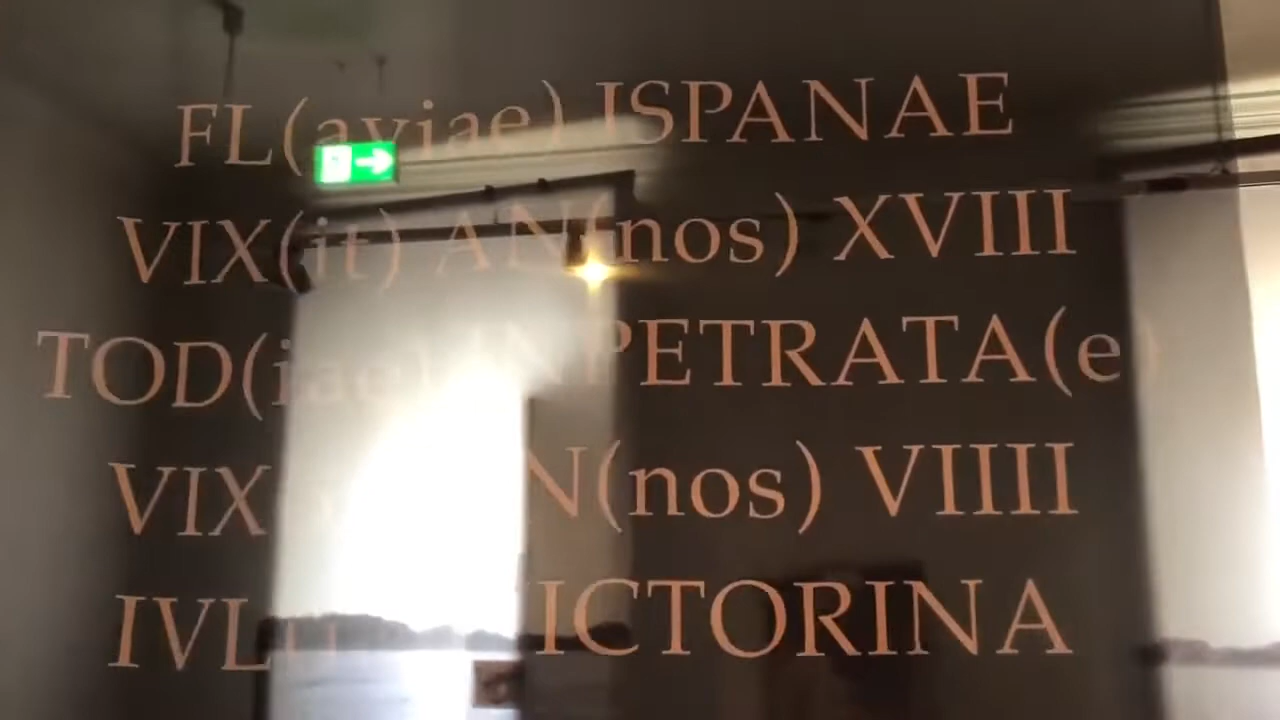 FL(aviae) ISPANAE
VIX(it) AN(nos) XVIII
TOD(iae) INPETRATA(e)
VIX N(nos) VIIII
IVL ICTORINA